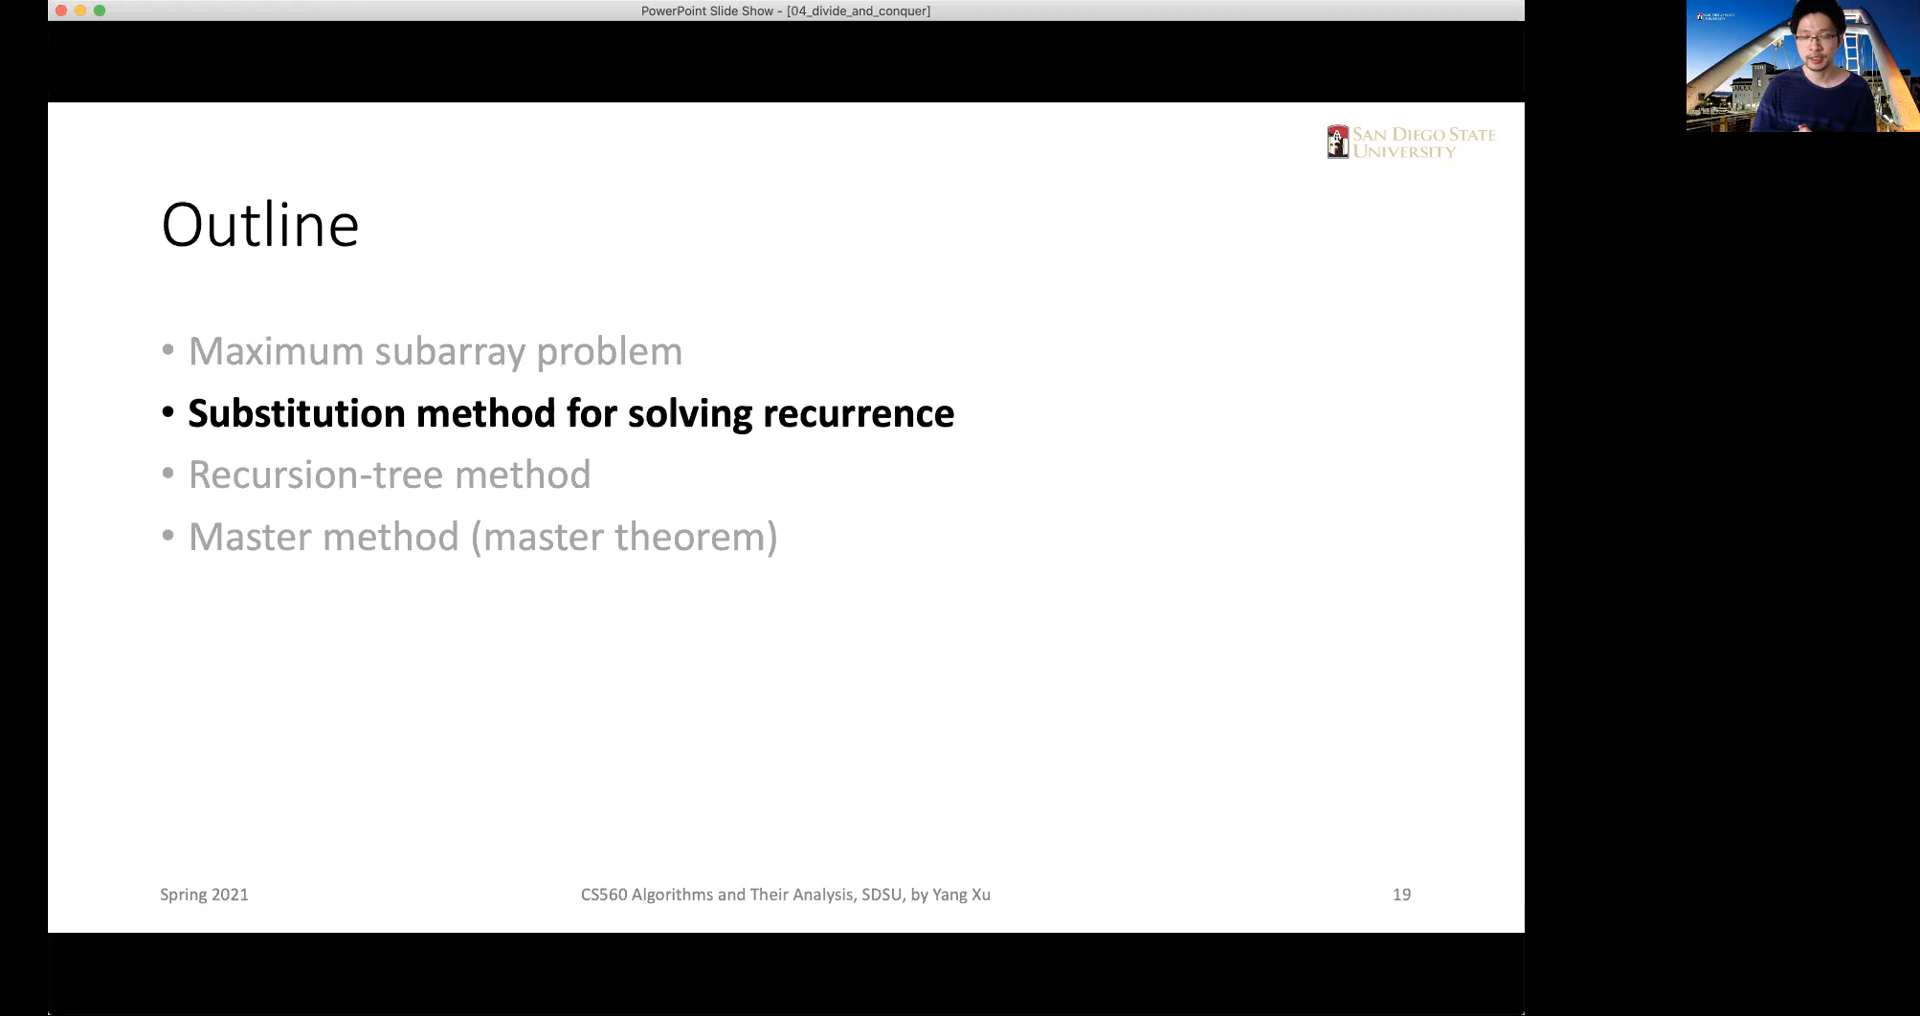 PowerPoint Slide Show - [04_divide_and_conquer]
SAN DIEGO STATE
UNIVERSITY
Outline
• Maximum subarray problem
• Substitution method for solving recurrence
• Recursion-tree method
• Master method (master theorem)
Spring 2021
CS560 Algorithms and Their Analysis, SDSU, by Yang Xu
19